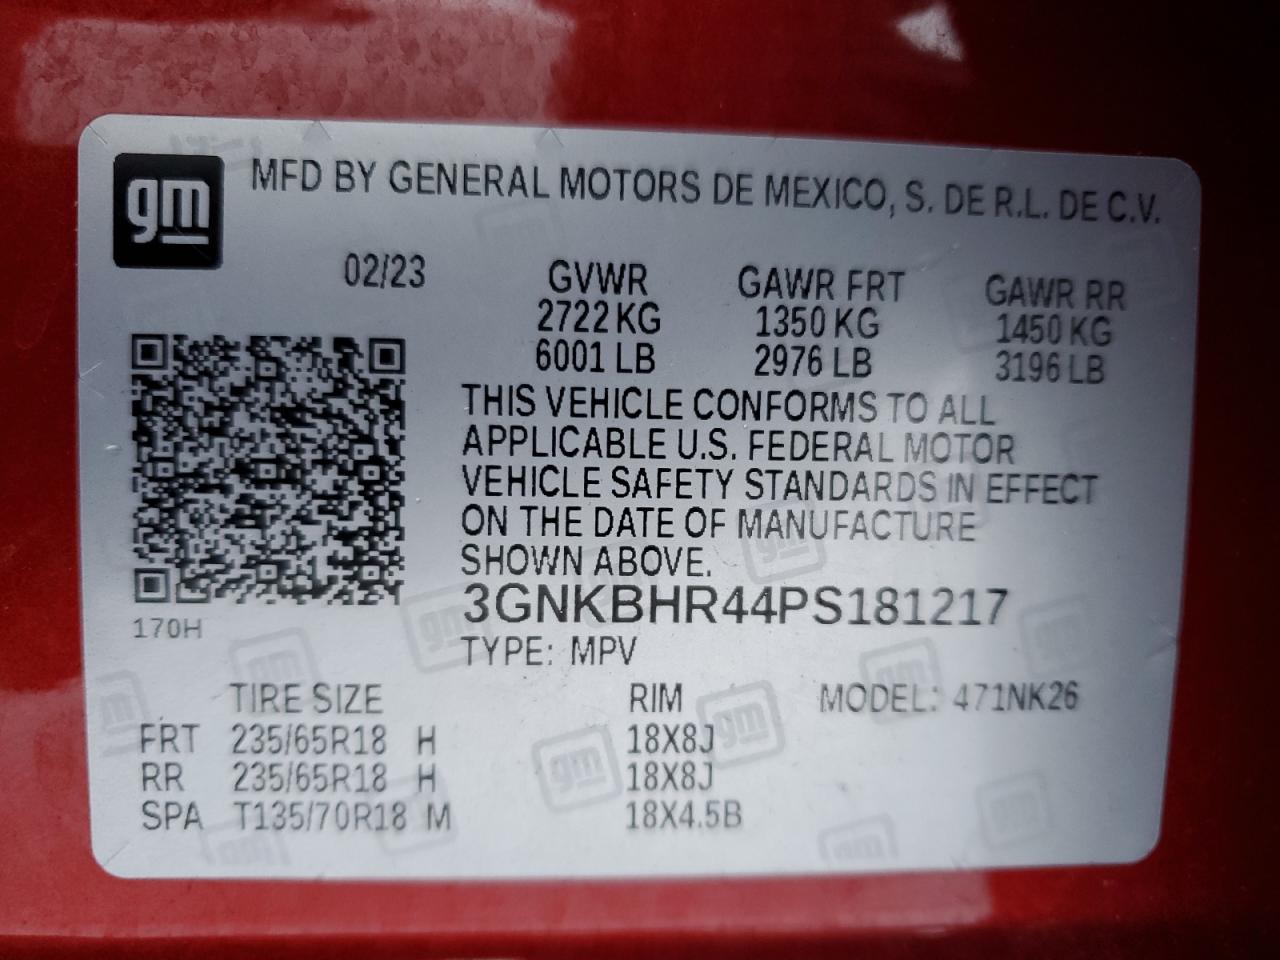 gm
MFD BY GENERAL MOTORS DE MEXICO, S. DE R.L. DE C.V.
02/23 GVWR GAWR FRT GAWR RR
2722 KG 1350 KG 1450 KG
6001 LB 2976 LB 3196 LB
THIS VEHICLE CONFORMS TO ALL
APPLICABLE U.S. FEDERAL MOTOR
VEHICLE SAFETY STANDARDS IN EFFECT
ON THE DATE OF MANUFACTURE
SHOWN ABOVE.
3GNKBHR44PS181217
170H
TYPE: MPV
TIRE SIZE RIM MODEL: 471NK26
FRT 235/65R18 H 18X8J
RR 235/65R18 H 18X8J
SPA T135/70R18 M 18X4.5B